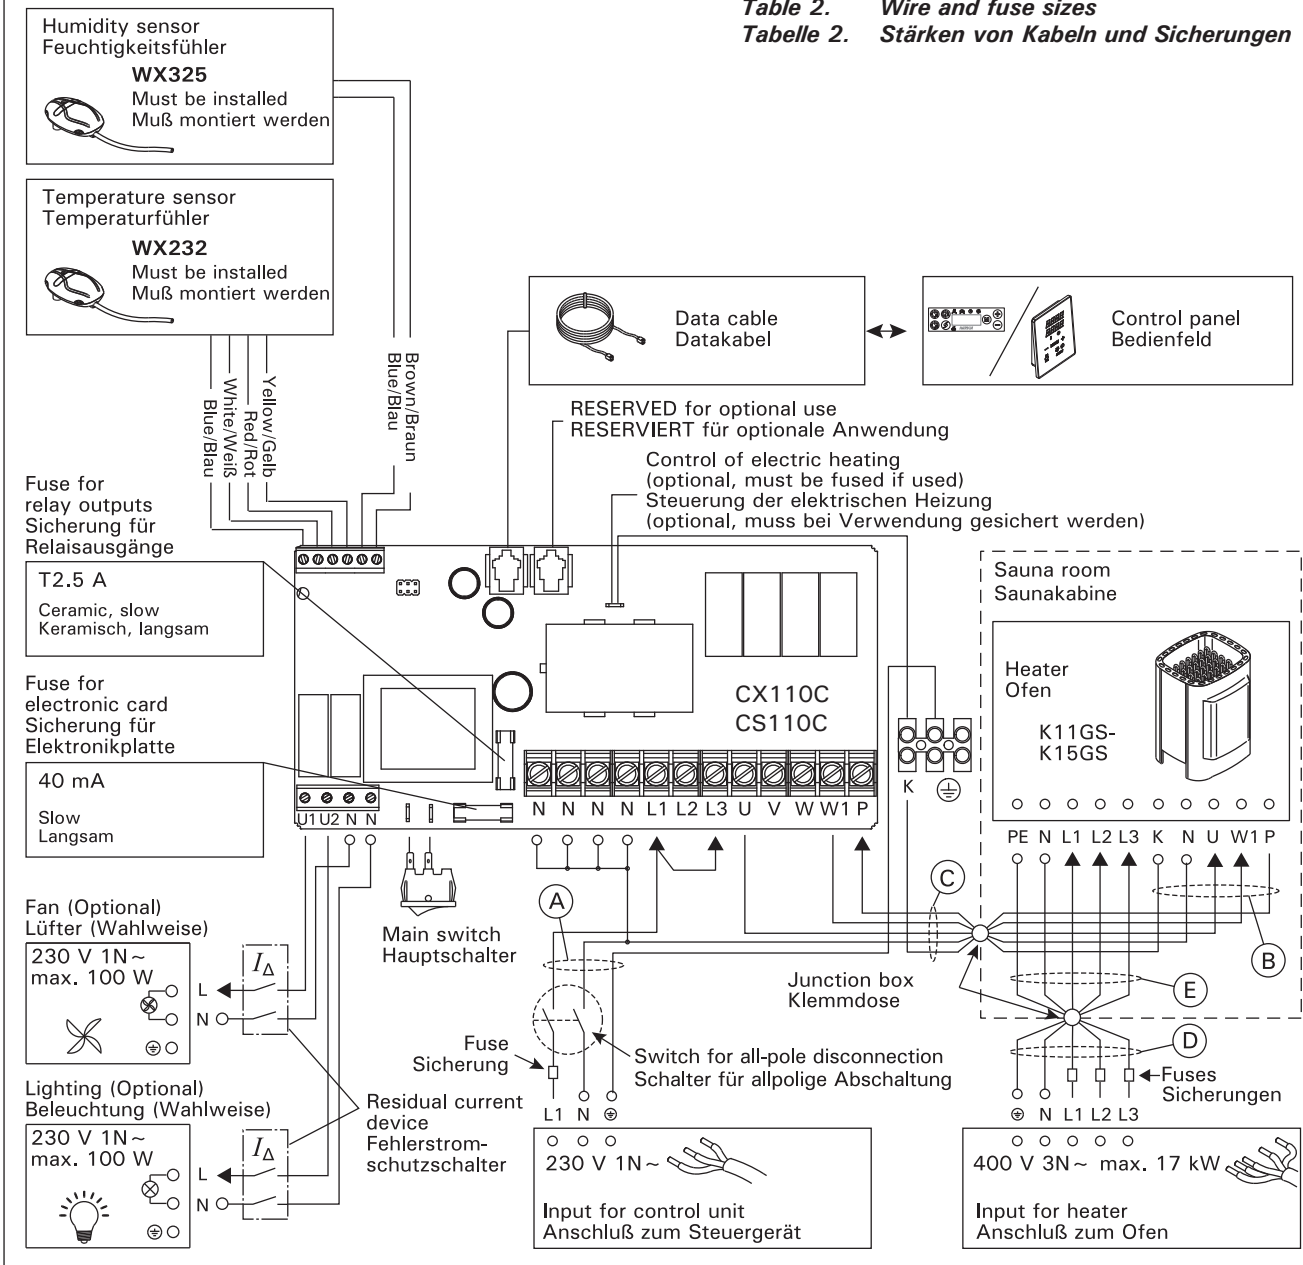 Table 2. Wire and fuse sizes
Tabelle 2. Stärken von Kabeln und Sicherungen
Humidity sensor
Feuchtigkeitsfühler
WX325
Must be installed
Muß montiert werden
Temperature sensor
Temperaturfühler
WX232
Must be installed
Muß montiert werden
Data cable
Datakabel
Control panel
Bedienfeld
Blue/Blau
White/Weiß
Red/Rot
Yellow/Gelb
Blue/Blau
Brown/Braun
RESERVED for optional use
RESERVIERT für optionale Anwendung
Control of electric heating
(optional, must be fused if used)
Steuerung der elektrischen Heizung
(optional, muss bei Verwendung gesichert werden)
Fuse for
relay outputs
Sicherung für
Relaisausgänge
T2.5 A
Ceramic, slow
Keramisch, langsam
Fuse for
electronic card
Sicherung für
Elektronikplatte
40 mA
Slow
Langsam
CX110C
CS110C
Sauna room
Saunakabine
Heater
Ofen
K11GS-
K15GS
K
U1 U2 N N
N N N N L1 L2 L3 U V W W1 P
PE N L1 L2 L3 K N U W1 P
Main switch
Hauptschalter
A
C
B
E
D
Junction box
Klemmdose
Fan (Optional)
Lüfter (Wahlweise)
230 V 1N~
max. 100 W
L
N
IΔ
Lighting (Optional)
Beleuchtung (Wahlweise)
230 V 1N~
max. 100 W
L
N
IΔ
Residual current
device
Fehlerstrom-
schutzschalter
Fuse
Sicherung
Switch for all-pole disconnection
Schalter für allpolige Abschaltung
Fuses
Sicherungen
L1 N
230 V 1N~
Input for control unit
Anschluß zum Steuergerät
N L1 L2 L3
400 V 3N~ max. 17 kW
Input for heater
Anschluß zum Ofen